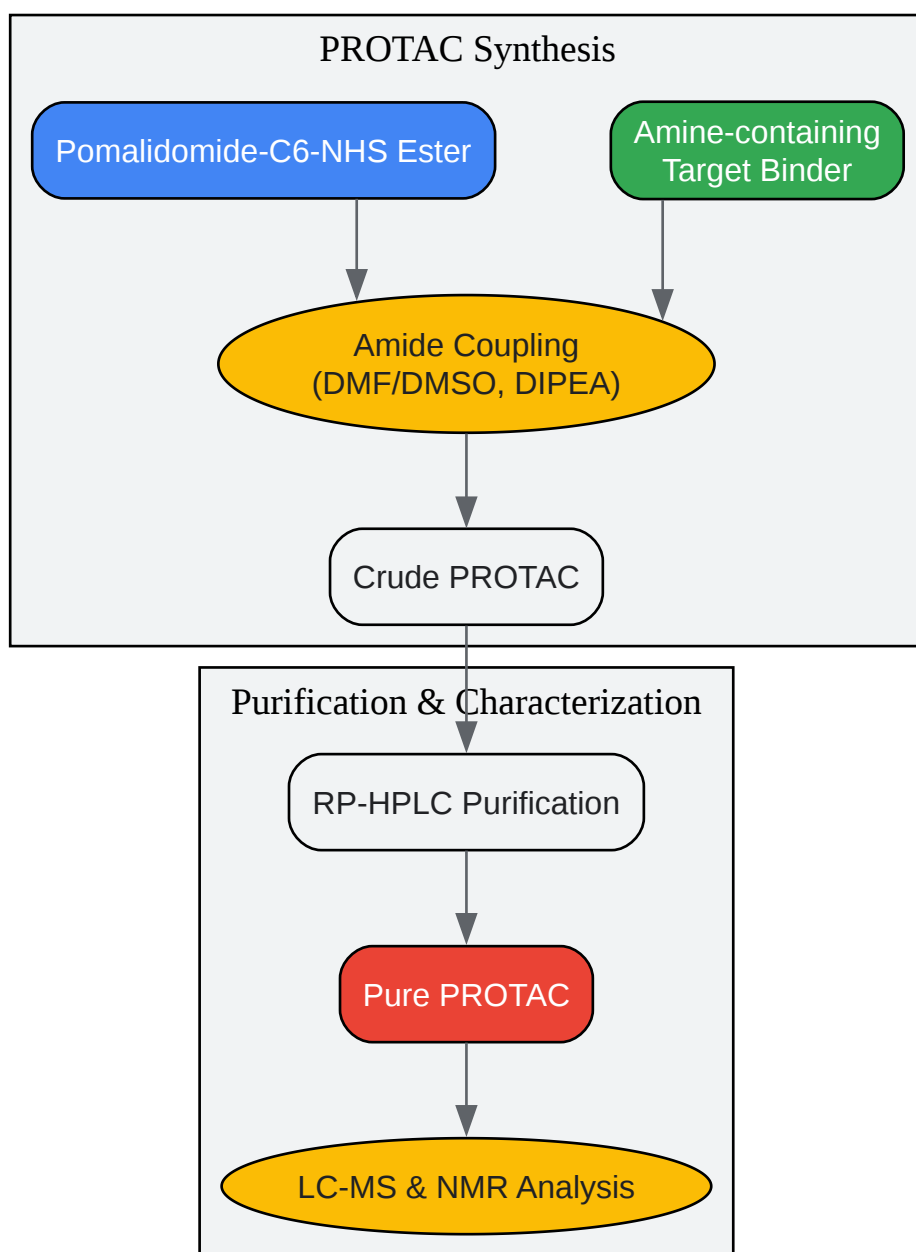 PROTAC Synthesis
Pomalidomide-C6-NHS Ester
Amine-containing
Target Binder
Amide Coupling
(DMF/DMSO, DIPEA)
Crude PROTAC
Purification & Characterization
RP-HPLC Purification
Pure PROTAC
LC-MS & NMR Analysis